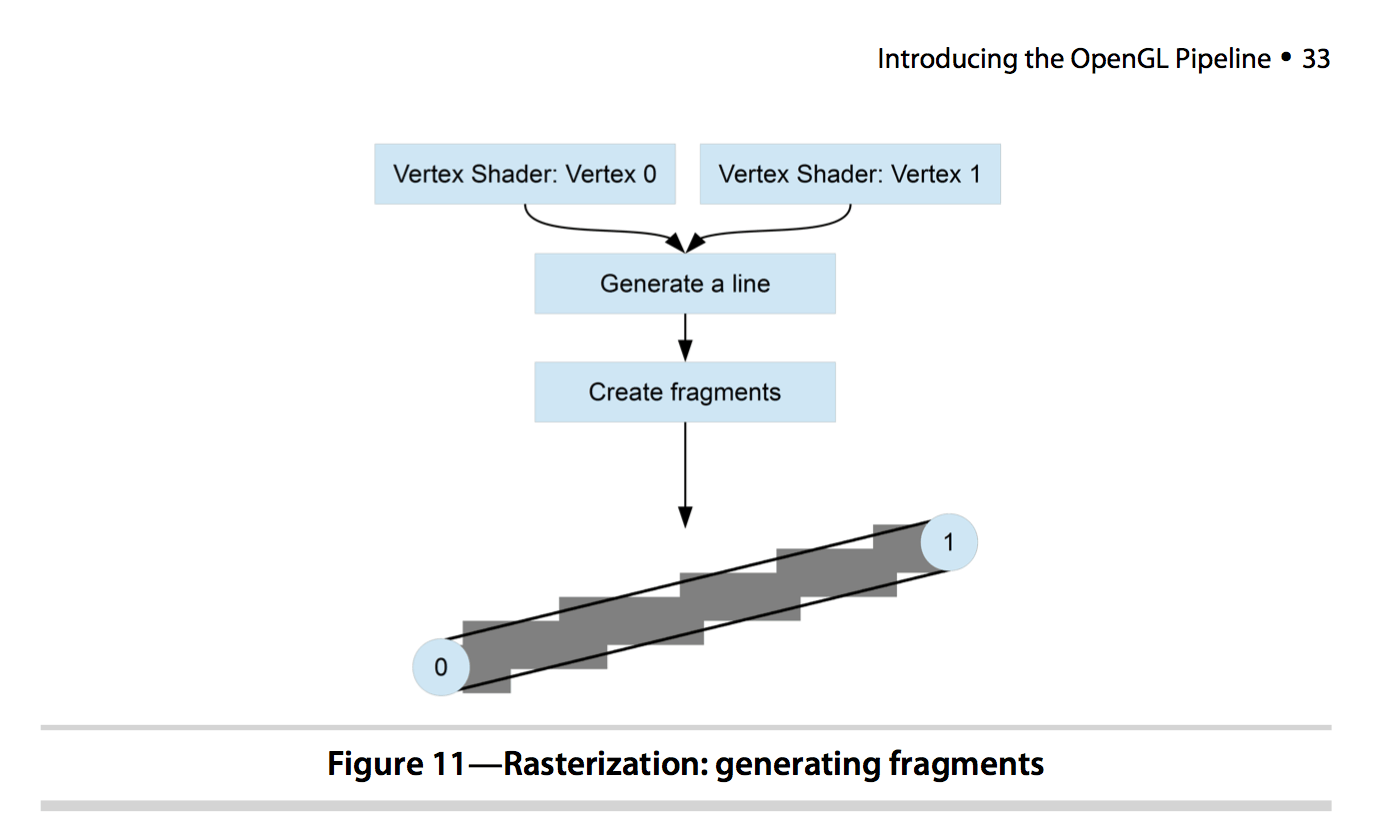 Introducing the OpenGL Pipeline • 33
Vertex Shader: Vertex 0
Vertex Shader: Vertex 1
Generate a line
Create fragments
1
0
Figure 11—Rasterization: generating fragments